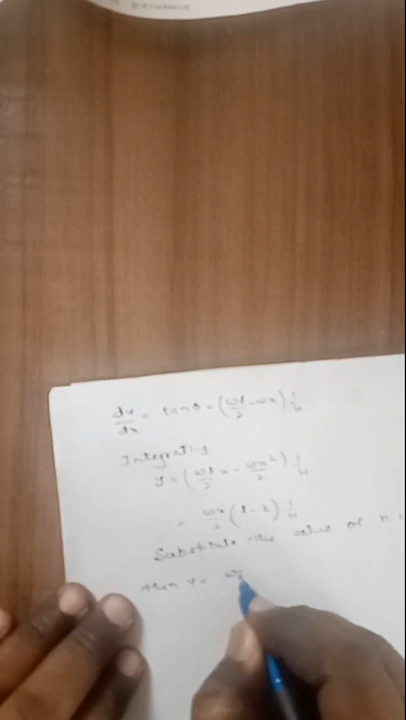 parabolic
dy/dx = tan θ = (wl/2 - wx) 1/H
Integrating
y = (wl/2 x - wx²/2) 1/H
= wx/2 (l - x) 1/H
Substitute the value of H =
then y =